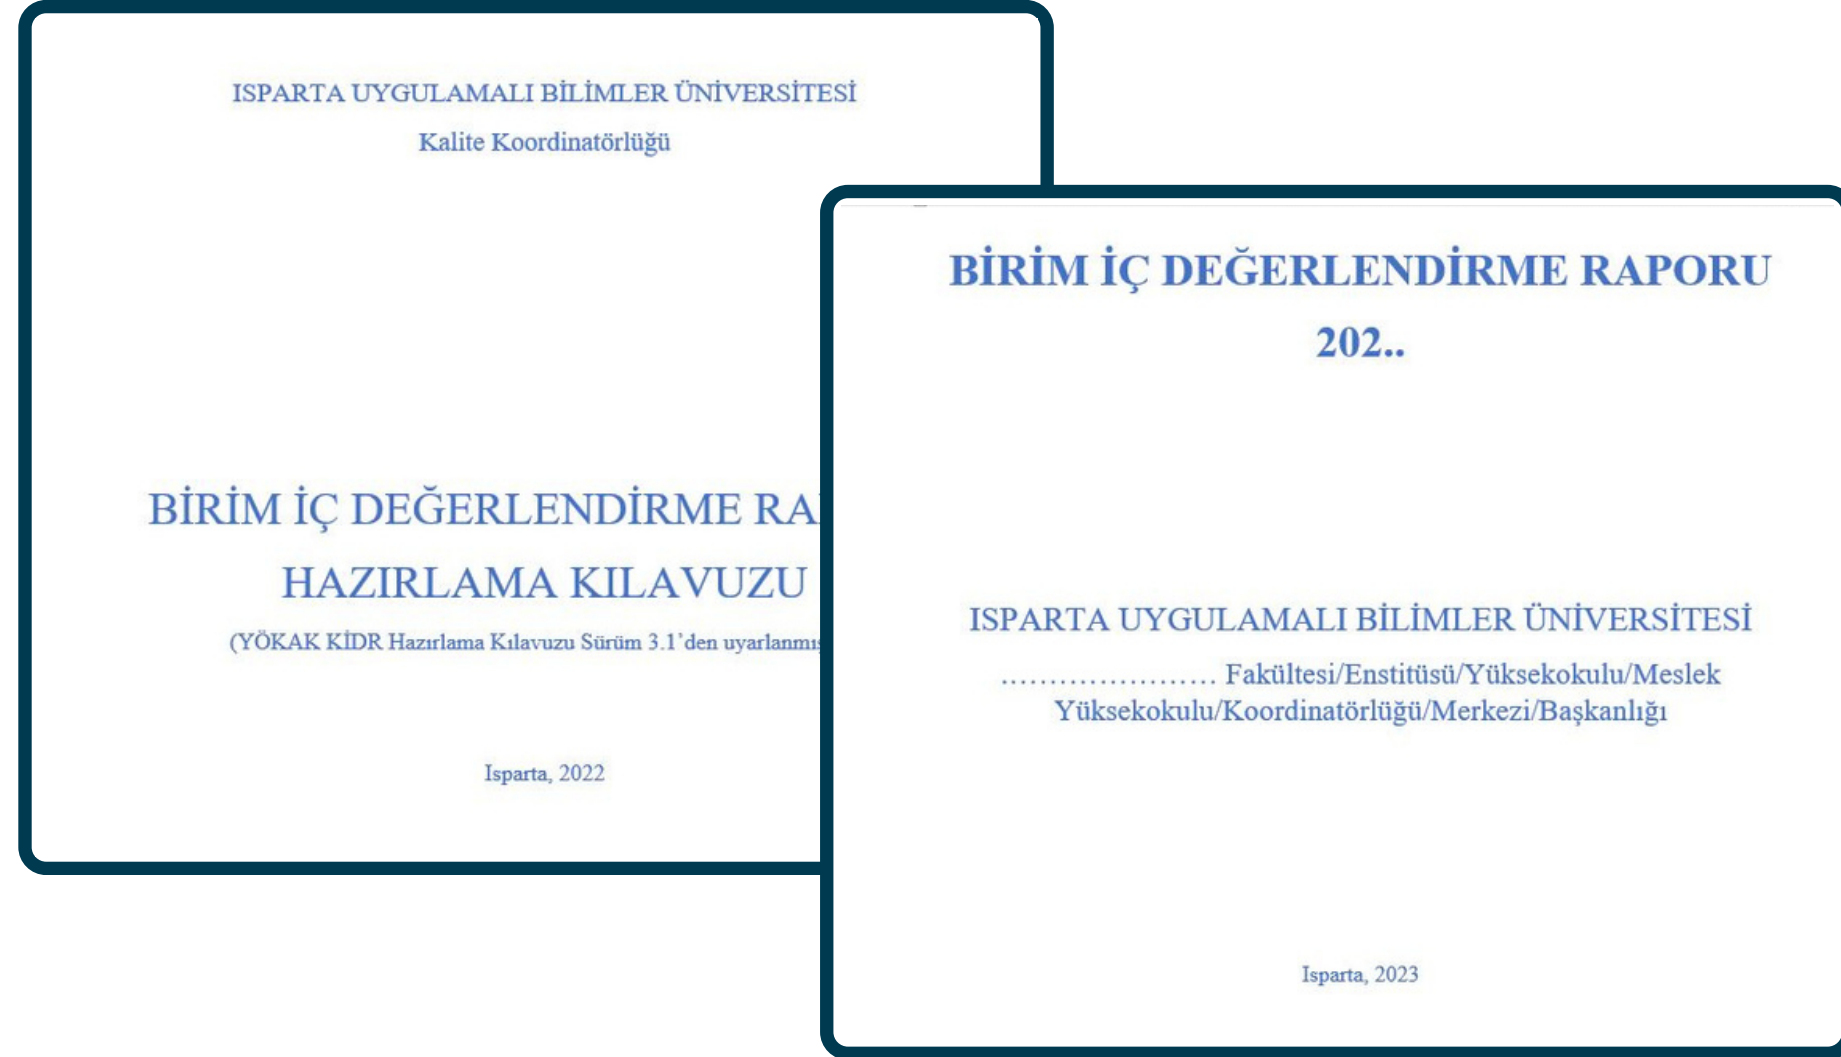 ISPARTA UYGULAMALI BİLİMLER ÜNİVERSİTESİ
Kalite Koordinatörlüğü
BİRİM İÇ DEĞERLENDİRME
HAZIRLAMA KILAVUZU
(YÖKAK KİDR Hazırlama Kılavuzu Sürüm 3.1’den
Isparta, 2022
BİRİM İÇ DEĞERLENDİRME RAPORU
202..
ISPARTA UYGULAMALI BİLİMLER ÜNİVERSİTESİ
...................... Fakültesi/Enstitüsü/Yüksekokulu/Meslek
Yüksekokulu/Koordinatörlüğü/Merkezi/Başkanlığı
Isparta, 2023